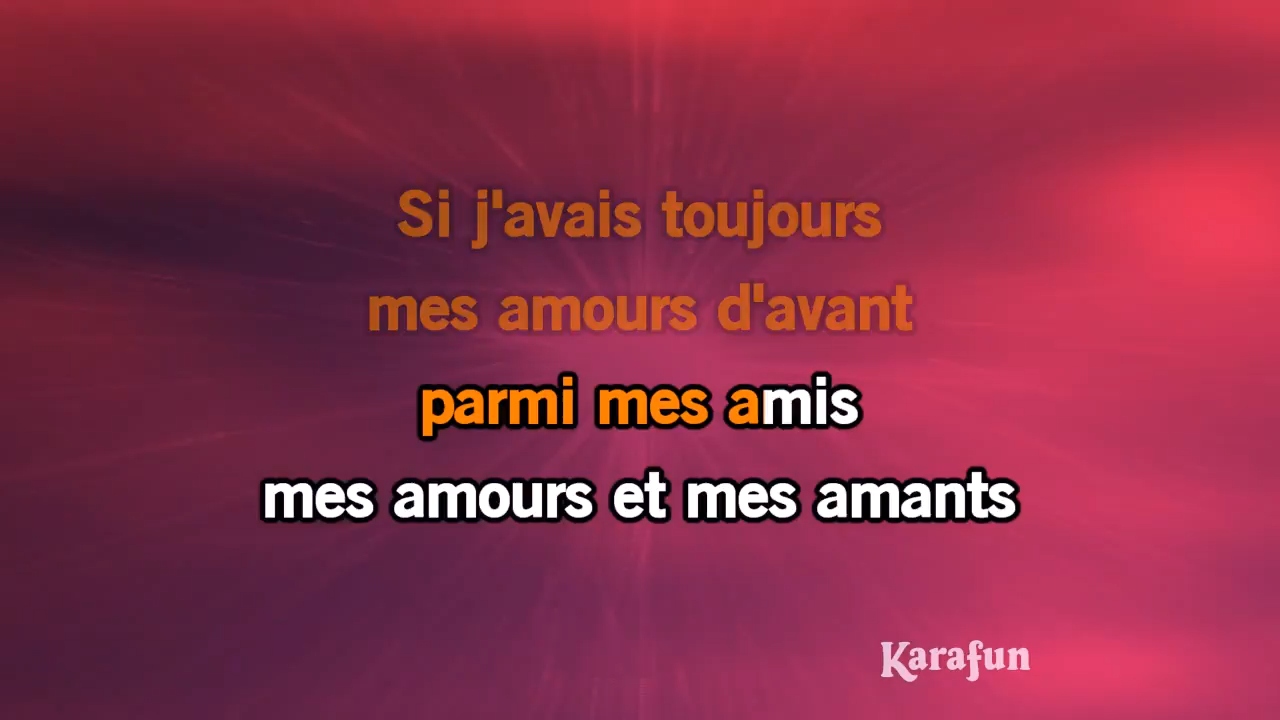 Si j'avais toujours
mes amours d'avant
parmi mes amis
mes amours et mes amants
Karafun